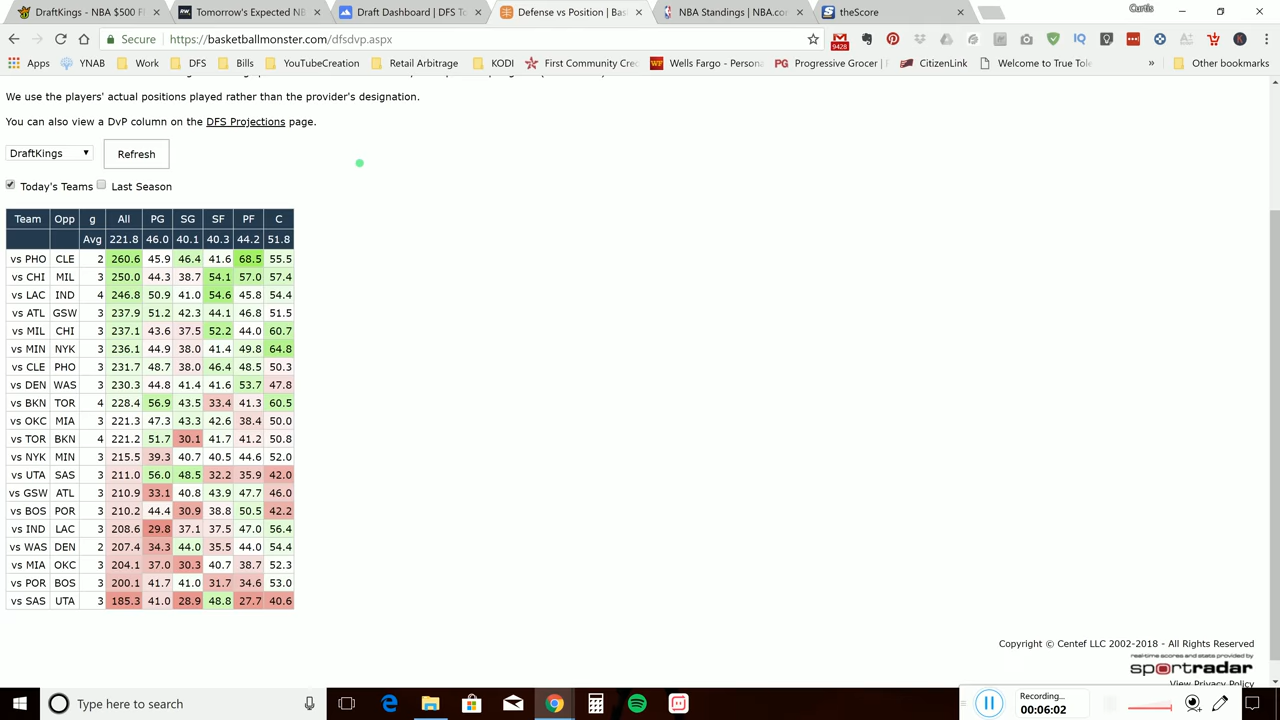 DraftKings - NBA $500 Fl
Tomorrow's Expected NB
Draft Dashboard | DFS To
Defense vs Position | Bas
NBA Standings | NBA.co
theScore
Curtis
Secure https://basketballmonster.com/dfsdvp.aspx
9428
Apps YNAB Work DFS Bills YouTubeCreation Retail Arbitrage KODI First Community Cre Wells Fargo - Persona Progressive Grocer | CitizenLink Welcome to True Tole » Other bookmarks
We use the players' actual positions played rather than the provider's designation.
You can also view a DvP column on the DFS Projections page.
DraftKings Refresh
Today's Teams Last Season
Team Opp g All PG SG SF PF C
Avg 221.8 46.0 40.1 40.3 44.2 51.8
vs PHO CLE 2 260.6 45.9 46.4 41.6 68.5 55.5
vs CHI MIL 3 250.0 44.3 38.7 54.1 57.0 57.4
vs LAC IND 4 246.8 50.9 41.0 54.6 45.8 54.4
vs ATL GSW 3 237.9 51.2 42.3 44.1 46.8 51.5
vs MIL CHI 3 237.1 43.6 37.5 52.2 44.0 60.7
vs MIN NYK 3 236.1 44.9 38.0 41.4 49.8 64.8
vs CLE PHO 3 231.7 48.7 38.0 46.4 48.5 50.3
vs DEN WAS 3 230.3 44.8 41.4 41.6 53.7 47.8
vs BKN TOR 4 228.4 56.9 43.5 33.4 41.3 60.5
vs OKC MIA 3 221.3 47.3 43.3 42.6 38.4 50.0
vs TOR BKN 4 221.2 51.7 30.1 41.7 41.2 50.8
vs NYK MIN 3 215.5 39.3 40.7 40.5 44.6 52.0
vs UTA SAS 3 211.0 56.0 48.5 32.2 35.9 42.0
vs GSW ATL 3 210.9 33.1 40.8 43.9 47.7 46.0
vs BOS POR 3 210.2 44.4 30.9 38.8 50.5 42.2
vs IND LAC 3 208.6 29.8 37.1 37.5 47.0 56.4
vs WAS DEN 2 207.4 34.3 44.0 35.5 44.0 54.4
vs MIA OKC 3 204.1 37.0 30.3 40.7 38.7 52.3
vs POR BOS 3 200.1 41.7 41.0 31.7 34.6 53.0
vs SAS UTA 3 185.3 41.0 28.9 48.8 27.7 40.6
Copyright © Centef LLC 2002-2018 - All Rights Reserved
real-time scores and stats provided by
sportradar
View Privacy Policy
Type here to search
Recording...
00:06:02